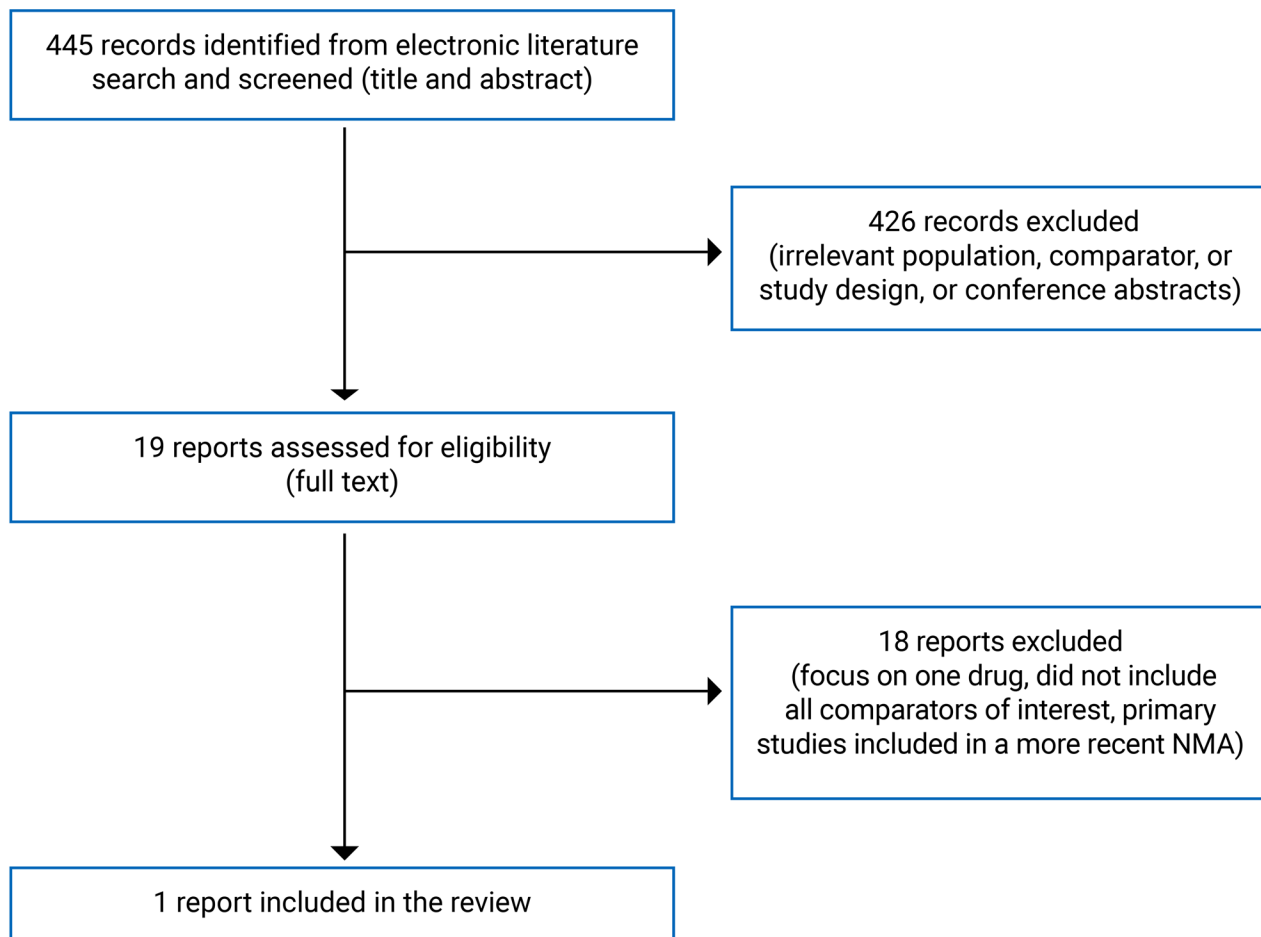 445 records identified from electronic literature
search and screened (title and abstract)
426 records excluded
(irrelevant population, comparator, or
study design, or conference abstracts)
19 reports assessed for eligibility
(full text)
18 reports excluded
(focus on one drug, did not include
all comparators of interest, primary
studies included in a more recent NMA)
1 report included in the review